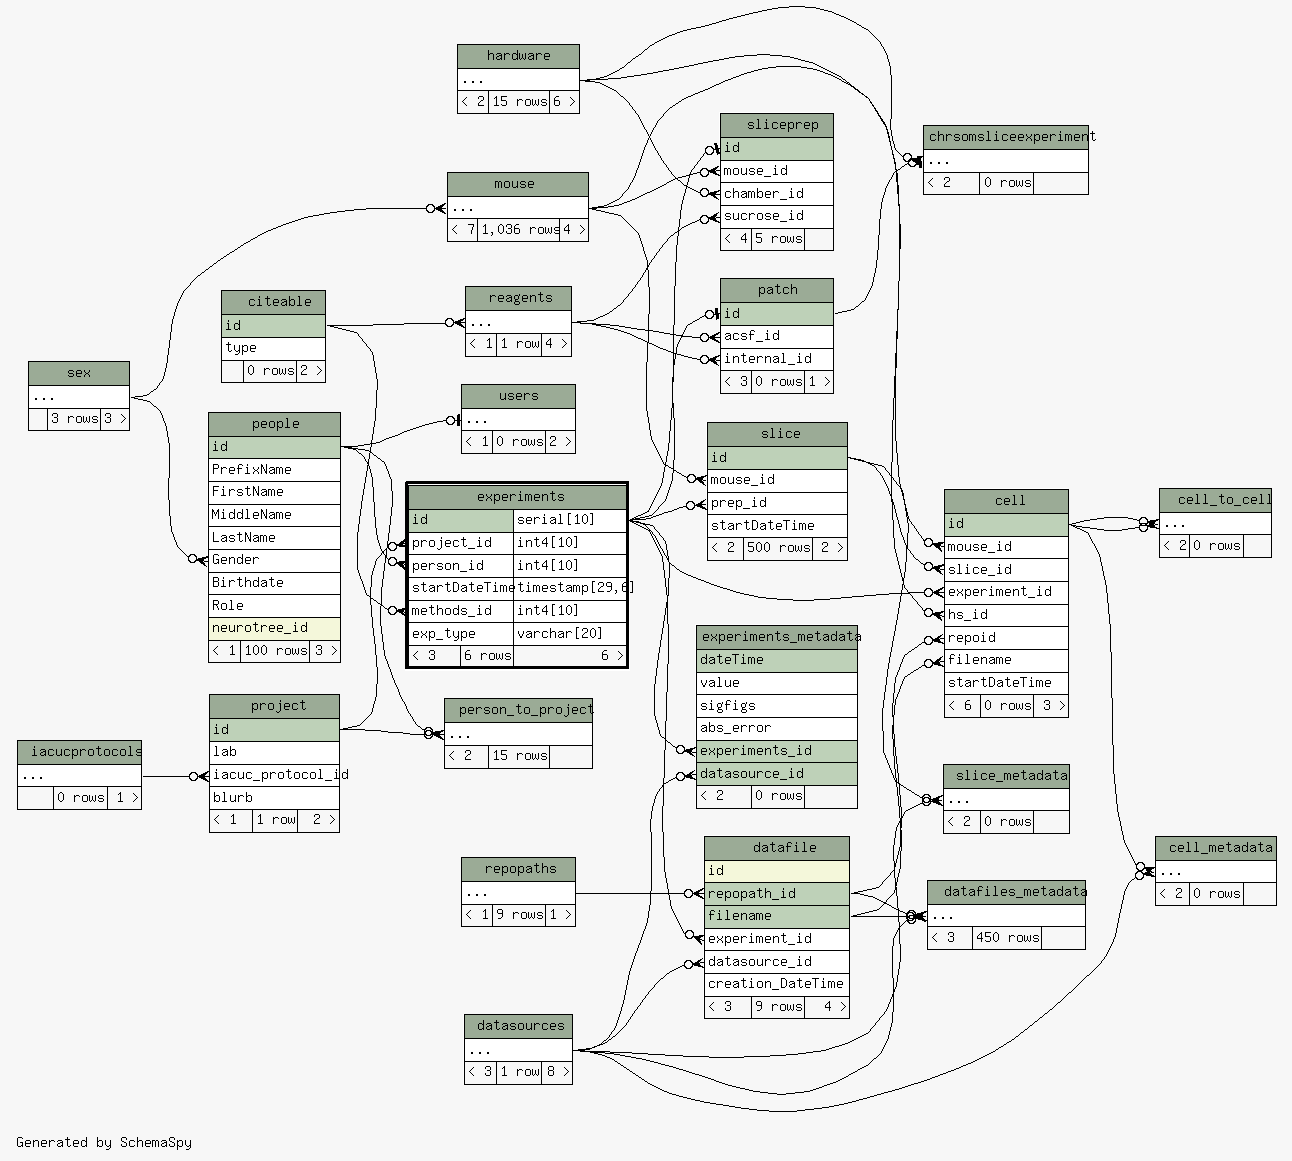 hardware
...
< 2 15 rows 6 >
sliceprep
id
mouse_id
chamber_id
sucrose_id
< 4 5 rows
chrsomsliceexperiment
...
< 2 0 rows
mouse
...
< 7 1,036 rows 4 >
citeable
id
type
0 rows 2 >
reagents
...
< 1 1 row 4 >
patch
id
acsf_id
internal_id
< 3 0 rows 1 >
sex
...
3 rows 3 >
users
...
< 1 0 rows 2 >
people
id
PrefixName
FirstName
MiddleName
LastName
Gender
Birthdate
Role
neurotree_id
< 1 100 rows 3 >
slice
id
mouse_id
prep_id
startDateTime
< 2 500 rows 2 >
experiments
id serial[10]
project_id int4[10]
person_id int4[10]
startDateTime timestamp[29,6]
methods_id int4[10]
exp_type varchar[20]
< 3 6 rows 6 >
cell
id
mouse_id
slice_id
experiment_id
hs_id
repoid
filename
startDateTime
< 6 0 rows 3 >
cell_to_cell
...
< 2 0 rows
experiments_metadata
dateTime
value
sigfigs
abs_error
experiments_id
datasource_id
< 2 0 rows
project
id
lab
iacuc_protocol_id
blurb
< 1 1 row 2 >
person_to_project
...
< 2 15 rows
iacucprotocols
...
0 rows 1 >
slice_metadata
...
< 2 0 rows
datafile
id
repopath_id
filename
experiment_id
datasource_id
creation_DateTime
< 3 9 rows 4 >
cell_metadata
...
< 2 0 rows
repopaths
...
< 1 9 rows 1 >
datafiles_metadata
...
< 3 450 rows
datasources
...
< 3 1 row 8 >
Generated by SchemaSpy